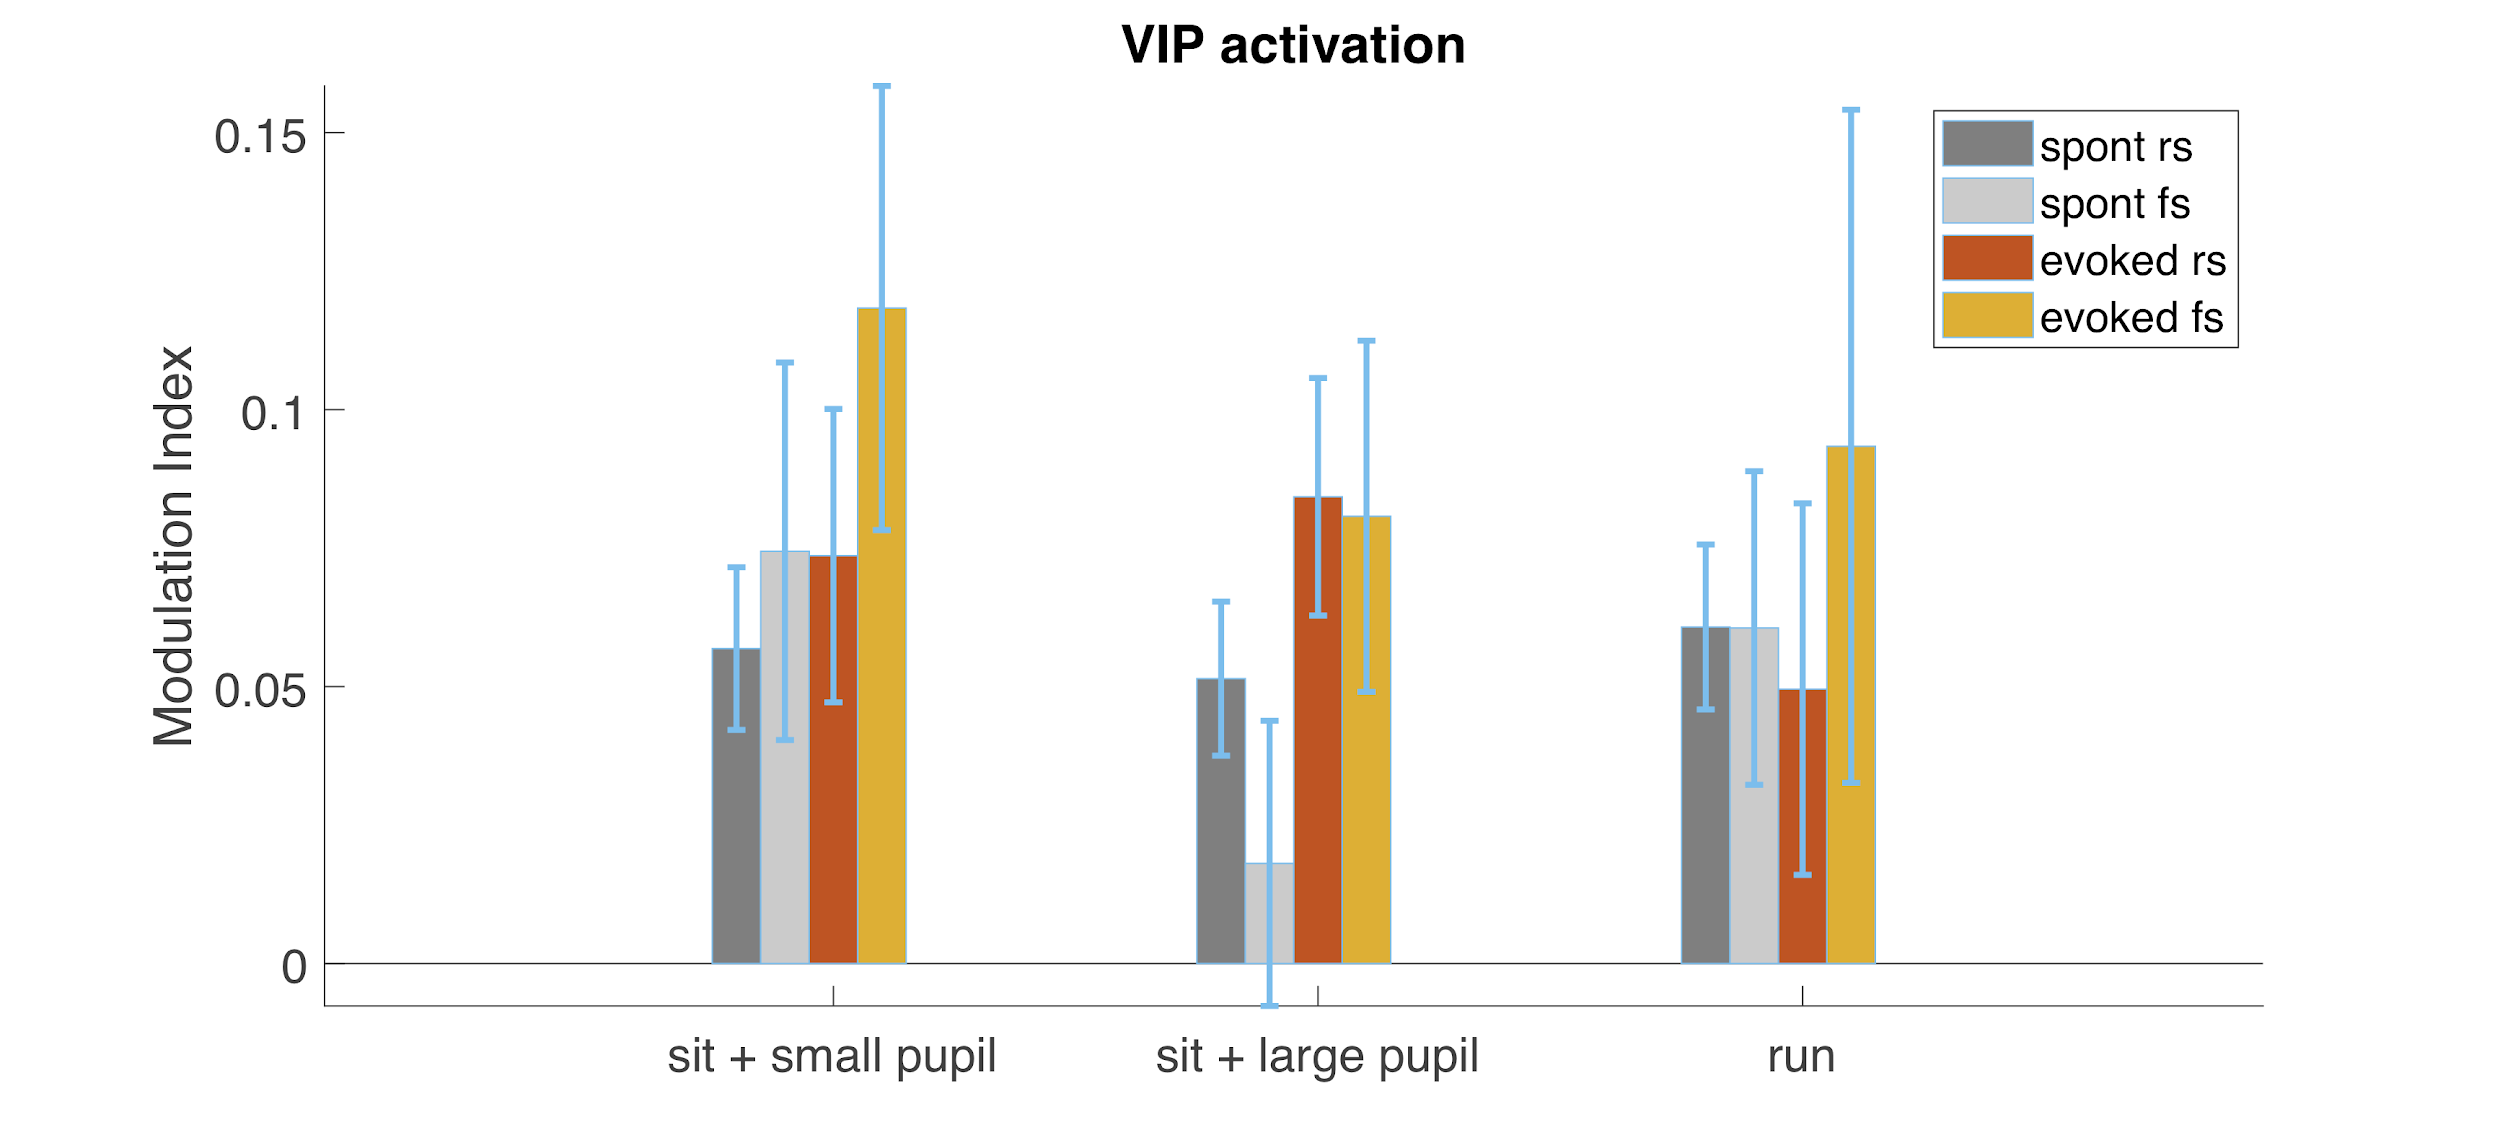 VIP activation
Modulation Index
0.15
0.1
0.05
0
sit + small pupil
sit + large pupil
run
spont rs
spont fs
evoked rs
evoked fs